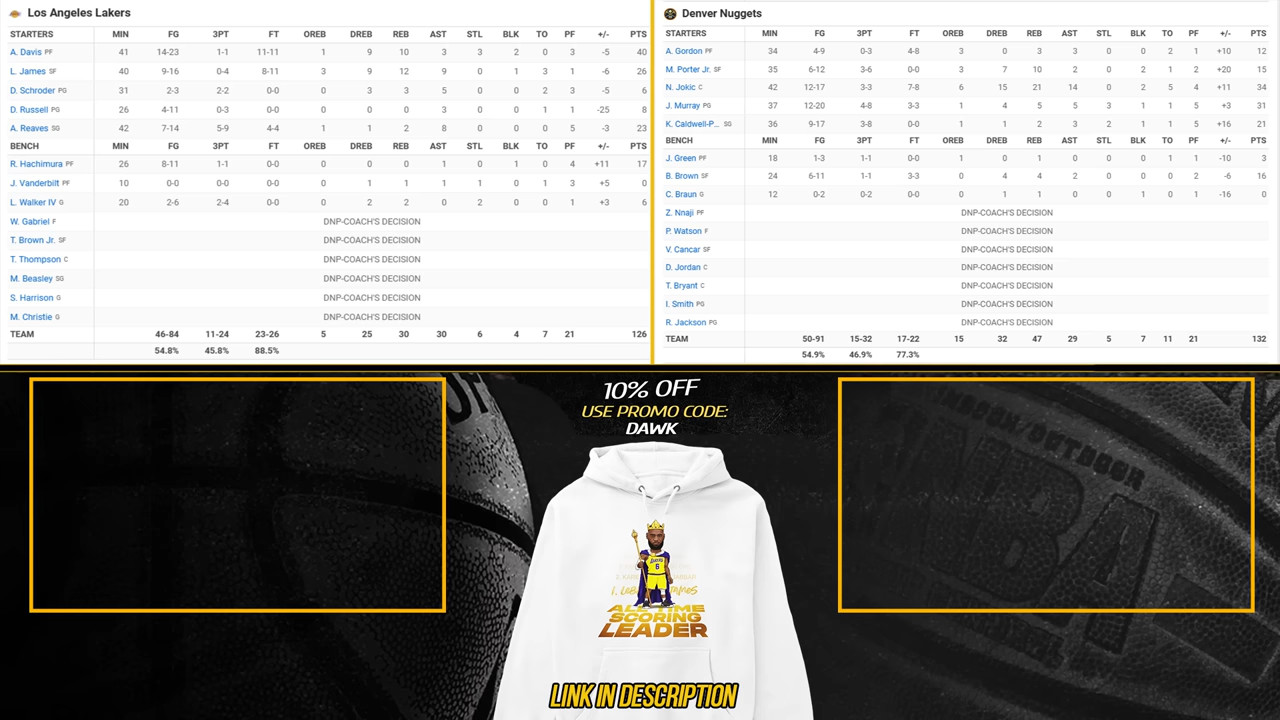 Los Angeles Lakers
STARTERS MIN FG 3PT FT OREB DREB REB AST STL BLK TO PF +/- PTS
A. Davis PF 41 14-23 1-1 11-11 1 9 10 3 3 2 0 3 -5 40
L. James SF 40 9-16 0-4 8-11 3 9 12 9 0 1 3 1 -6 26
D. Schroder PG 31 2-3 2-2 0-0 0 3 3 5 0 0 2 3 -5 6
D. Russell PG 26 4-11 0-3 0-0 0 0 0 3 0 0 1 1 -25 8
A. Reaves SG 42 7-14 5-9 4-4 1 1 2 8 0 0 0 5 -3 23
BENCH MIN FG 3PT FT OREB DREB REB AST STL BLK TO PF +/- PTS
R. Hachimura PF 26 8-11 1-1 0-0 0 0 0 1 0 1 0 4 +11 17
J. Vanderbilt PF 10 0-0 0-0 0-0 0 1 1 1 1 0 1 3 +5 0
L. Walker IV G 20 2-6 2-4 0-0 0 2 2 0 2 0 0 1 +3 6
W. Gabriel F DNP-COACH'S DECISION
T. Brown Jr. SF DNP-COACH'S DECISION
T. Thompson C DNP-COACH'S DECISION
M. Beasley SG DNP-COACH'S DECISION
S. Harrison G DNP-COACH'S DECISION
M. Christie G DNP-COACH'S DECISION
TEAM 46-84 11-24 23-26 5 25 30 30 6 4 7 21 126
54.8% 45.8% 88.5%
Denver Nuggets
STARTERS MIN FG 3PT FT OREB DREB REB AST STL BLK TO PF +/- PTS
A. Gordon PF 34 4-9 0-3 4-8 3 0 3 3 0 0 2 1 +10 12
M. Porter Jr. SF 35 6-12 3-6 0-0 3 7 10 2 0 2 1 2 +20 15
N. Jokic C 42 12-17 3-3 7-8 6 15 21 14 0 2 5 4 +11 34
J. Murray PG 37 12-20 4-8 3-3 1 4 5 5 3 1 1 5 +3 31
K. Caldwell-P... SG 36 9-17 3-8 0-0 1 1 2 3 2 1 1 5 +16 21
BENCH MIN FG 3PT FT OREB DREB REB AST STL BLK TO PF +/- PTS
J. Green PF 18 1-3 1-1 0-0 1 0 1 0 0 0 0 1 -10 3
B. Brown SF 24 6-11 1-1 3-3 0 4 4 2 0 0 0 2 -6 16
C. Braun G 12 0-2 0-2 0-0 0 1 1 0 0 1 0 1 -16 0
Z. Nnaji PF DNP-COACH'S DECISION
P. Watson F DNP-COACH'S DECISION
V. Cancar SF DNP-COACH'S DECISION
D. Jordan C DNP-COACH'S DECISION
T. Bryant C DNP-COACH'S DECISION
I. Smith PG DNP-COACH'S DECISION
R. Jackson PG DNP-COACH'S DECISION
TEAM 50-91 15-32 17-22 15 32 47 29 5 7 11 21 132
54.9% 46.9% 77.3%
10% OFF
USE PROMO CODE:
DAWK
ALL TIME
SCORING
LEADER
LINK IN DESCRIPTION